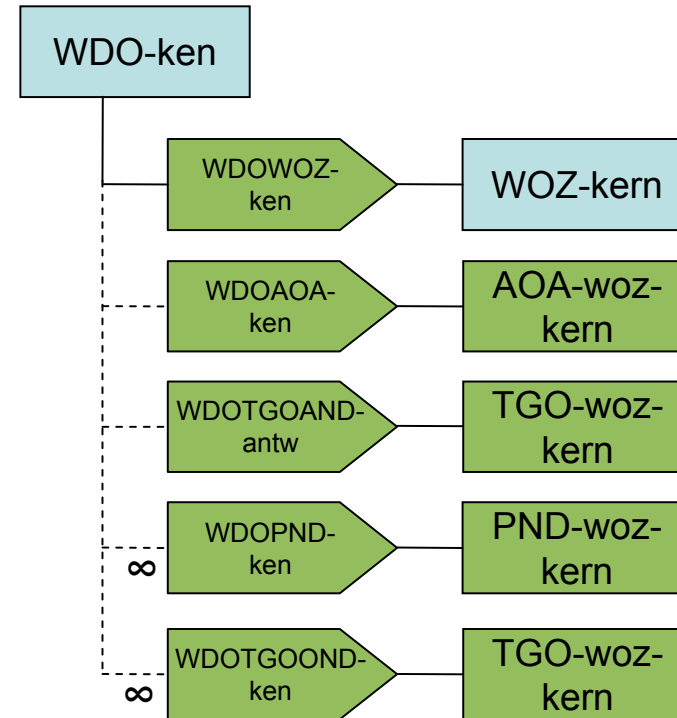 WDO-ken
WDOWOZ-
ken
WOZ-kern
WDOAOA-
ken
AOA-woz-
kern
WDOTGOAND-
antw
TGO-woz-
kern
WDOPND-
ken
∞
PND-woz-
kern
WDOTGOOND-
ken
∞
TGO-woz-
kern